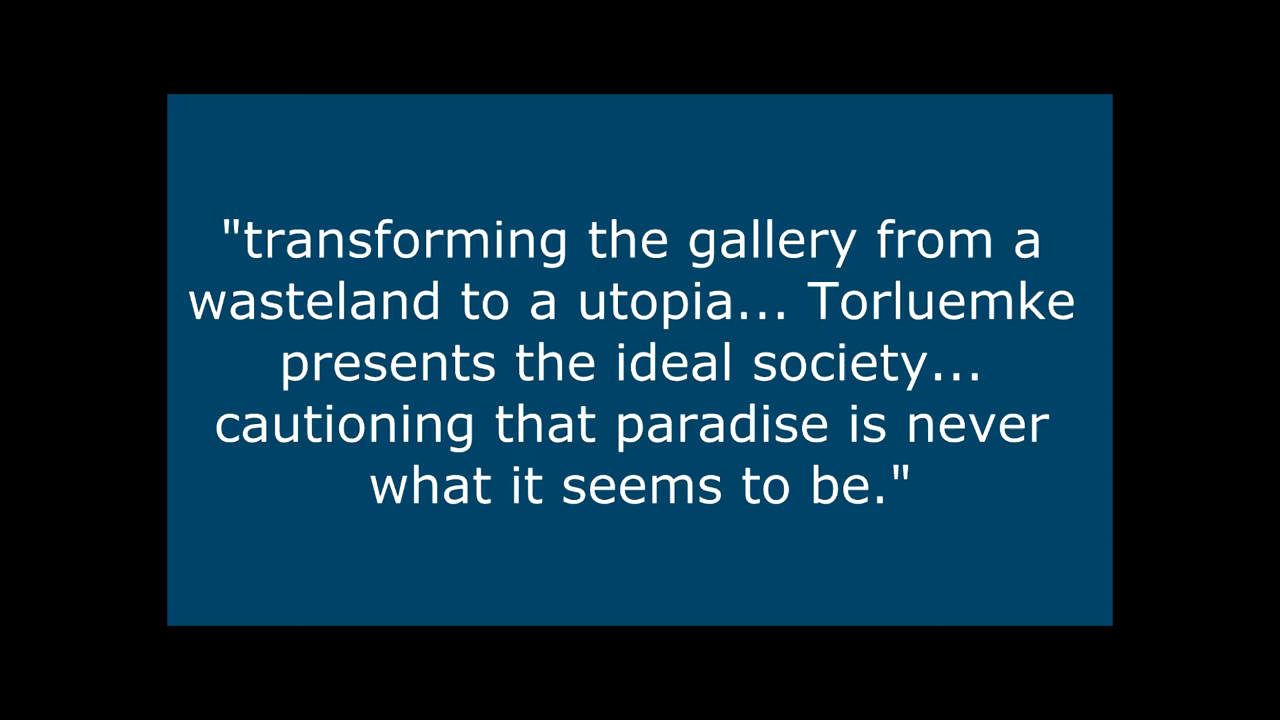 "transforming the gallery from a
wasteland to a utopia... Torluemke
presents the ideal society...
cautioning that paradise is never
what it seems to be."